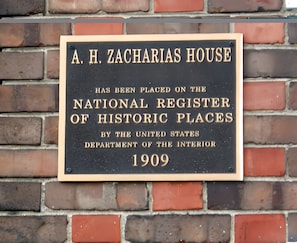 A. H. ZACHARIAS HOUSE
HAS BEEN PLACED ON THE
NATIONAL REGISTER
OF HISTORIC PLACES
BY THE UNITED STATES
DEPARTMENT OF THE INTERIOR
1909